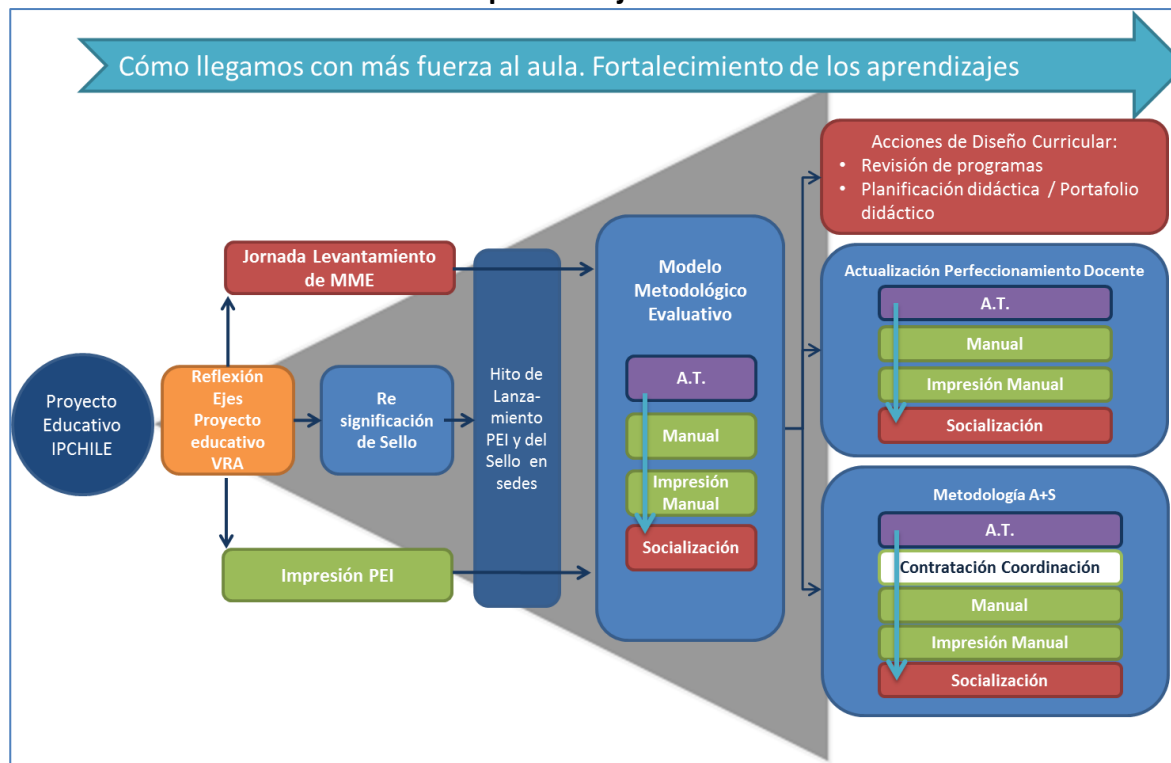 Cómo llegamos con más fuerza al aula. Fortalecimiento de los aprendizajes
Proyecto
Educativo
IPCHILE
Reflexión
Ejes
Proyecto
educativo
VRA
Jornada Levantamiento
de MME
Re
significación
de Sello
Impresión PEI
Hito de
Lanza-
miento
PEI y del
Sello en
sedes
Modelo
Metodológico
Evaluativo
A.T.
Manual
Impresión
Manual
Socialización
Acciones de Diseño Curricular:
• Revisión de programas
• Planificación didáctica / Portafolio
didáctico
Actualización Perfeccionamiento Docente
A.T.
Manual
Impresión Manual
Socialización
Metodología A+S
A.T.
Contratación Coordinación
Manual
Impresión Manual
Socialización